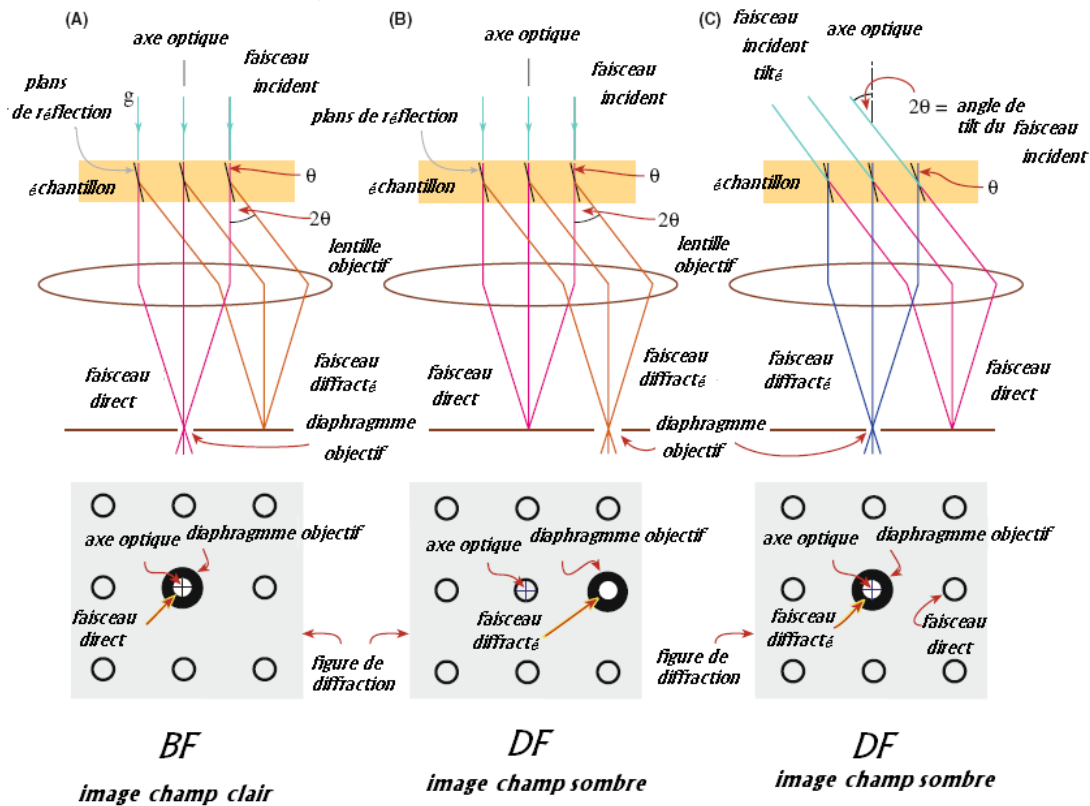 (A)
axe optique
faisceau
incident
plans
de réflection
g
échantillon
θ
2θ
lentille
objectif
faisceau
direct
faisceau
diffracté
diaphragmme
objectif
(B)
axe optique
faisceau
incident
plans de réflection
échantillon
θ
2θ
lentille
objectif
faisceau
direct
faisceau
diffracté
diaphragmme
objectif
(C)
faisceau
incident
tilté
axe optique
2θ = angle de
tilt du faisceau
incident
échantillon
θ
faisceau
diffracté
faisceau
direct
axe optique
diaphragmme objectif
faisceau
direct
figure de
diffraction
axe optique
diaphragmme objectif
faisceau
diffracté
figure de
diffraction
axe optique
diaphragmme objectif
faisceau
diffracté
faisceau
direct
BF
image champ clair
DF
image champ sombre
DF
image champ sombre